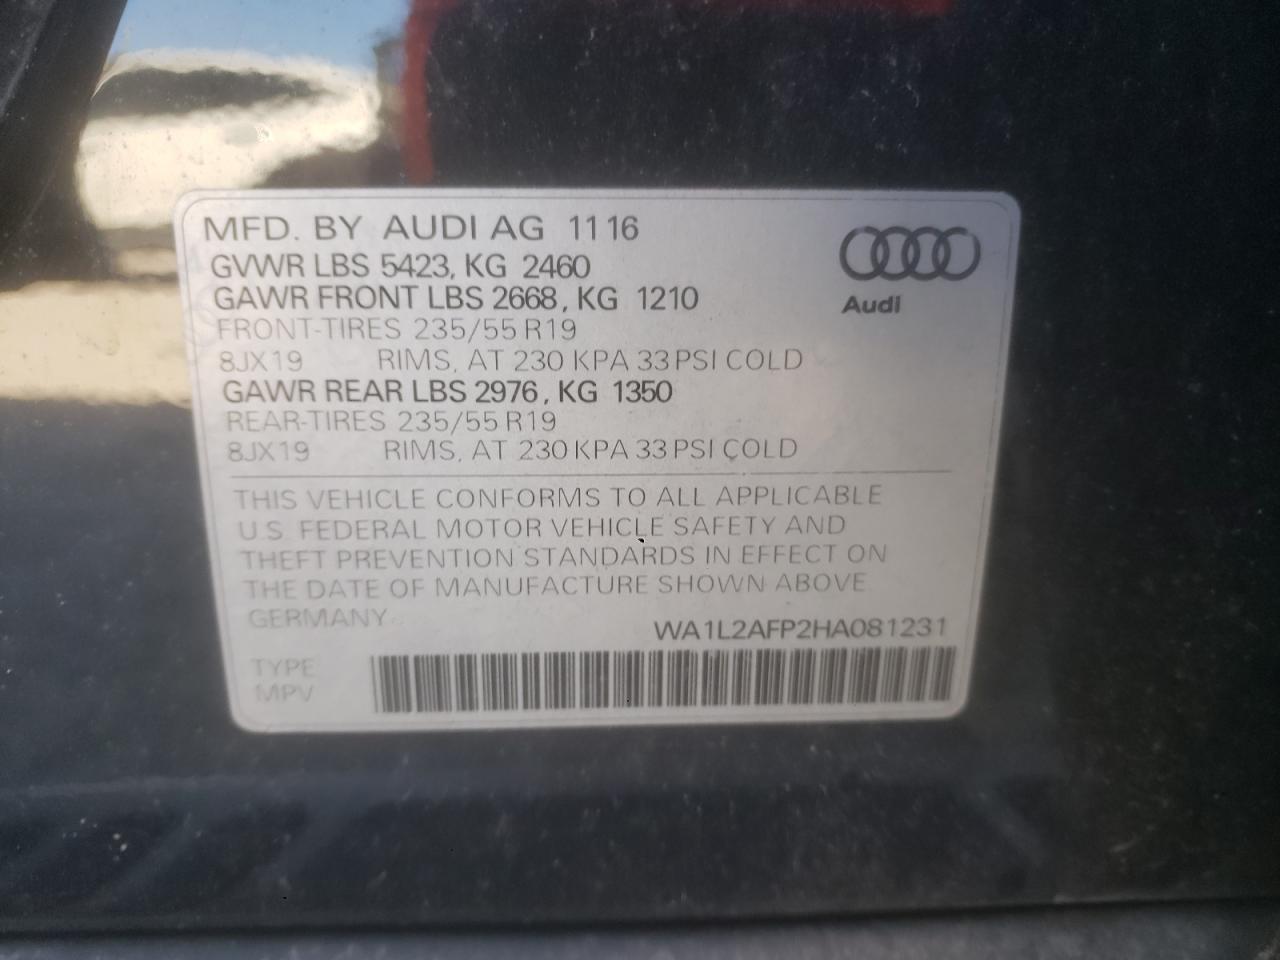 MFD. BY AUDI AG 11 16
GVWR LBS 5423, KG 2460
GAWR FRONT LBS 2668, KG 1210
FRONT-TIRES 235/55 R19
8JX19 RIMS, AT 230 KPA 33 PSI COLD
GAWR REAR LBS 2976, KG 1350
REAR-TIRES 235/55 R19
8JX19 RIMS, AT 230 KPA 33 PSI COLD
Audi
THIS VEHICLE CONFORMS TO ALL APPLICABLE
U.S. FEDERAL MOTOR VEHICLE SAFETY AND
THEFT PREVENTION STANDARDS IN EFFECT ON
THE DATE OF MANUFACTURE SHOWN ABOVE
GERMANY
WA1L2AFP2HA081231
TYPE
MPV